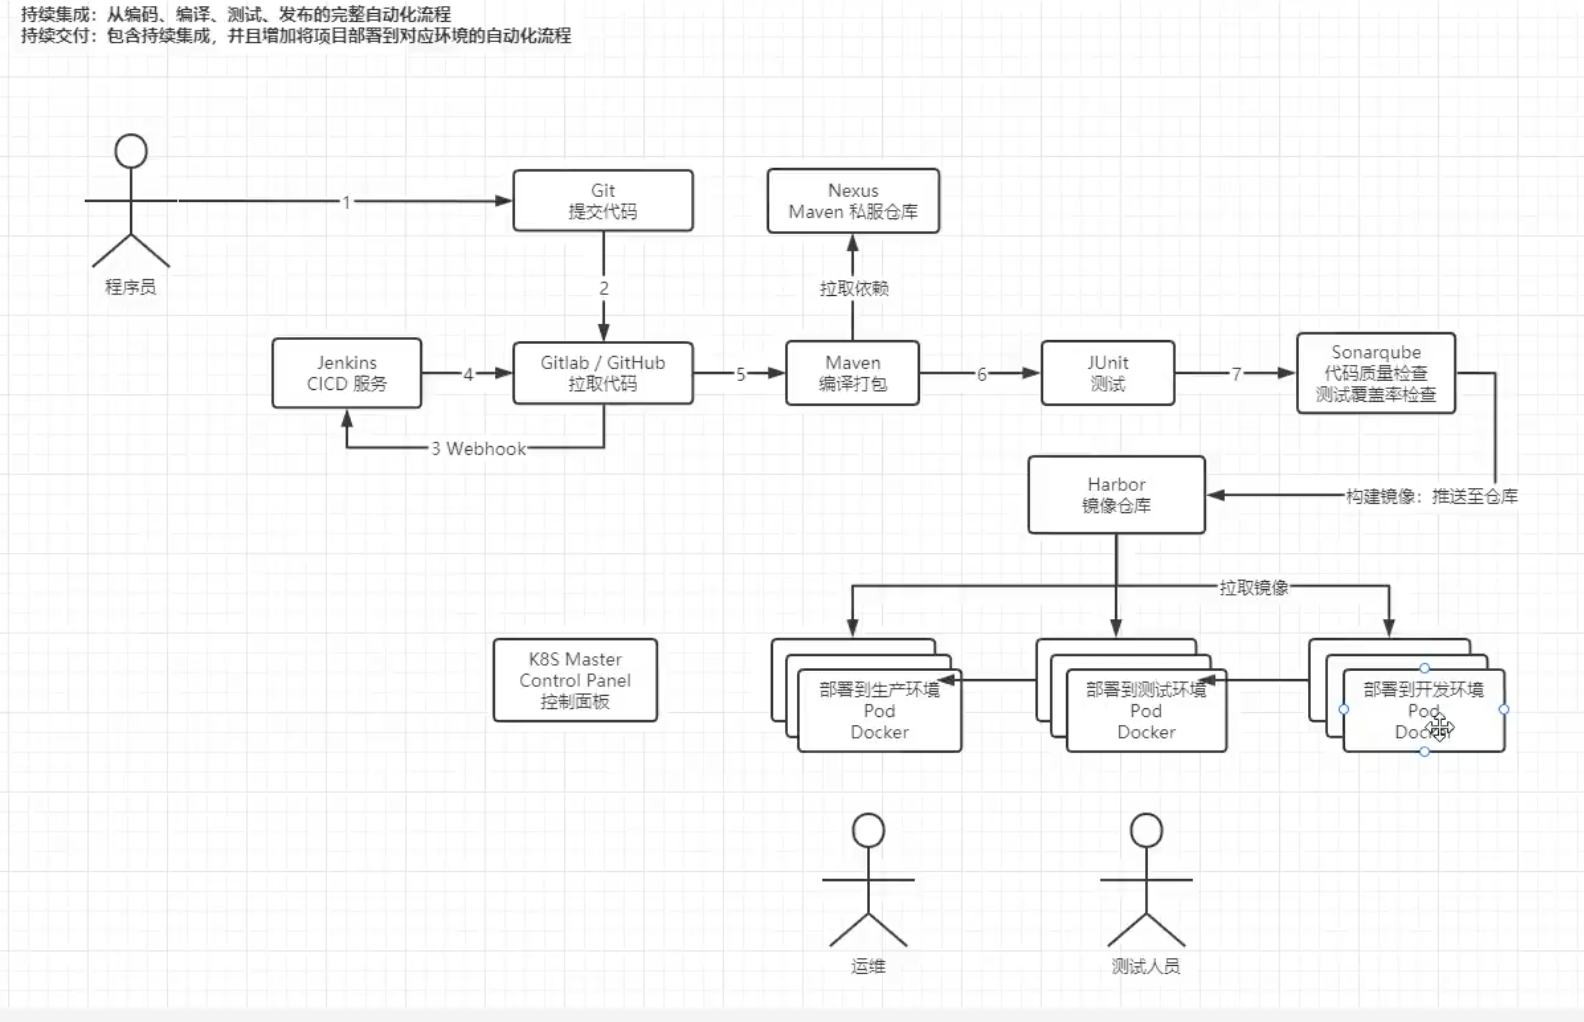 持续集成：从编码、编译、测试、发布的完整自动化流程
持续交付：包含持续集成，并且增加将项目部署到对应环境的自动化流程
程序员
1
Git
提交代码
Nexus
Maven 私服仓库
2
拉取依赖
Jenkins
CICD 服务
4
Gitlab / GitHub
拉取代码
5
Maven
编译打包
6
JUnit
测试
7
Sonarqube
代码质量检查
测试覆盖率检查
3 Webhook
Harbor
镜像仓库
构建镜像：推送至仓库
拉取镜像
K8S Master
Control Panel
控制面板
部署到生产环境
Pod
Docker
部署到测试环境
Pod
Docker
部署到开发环境
Pod
Docker
运维
测试人员